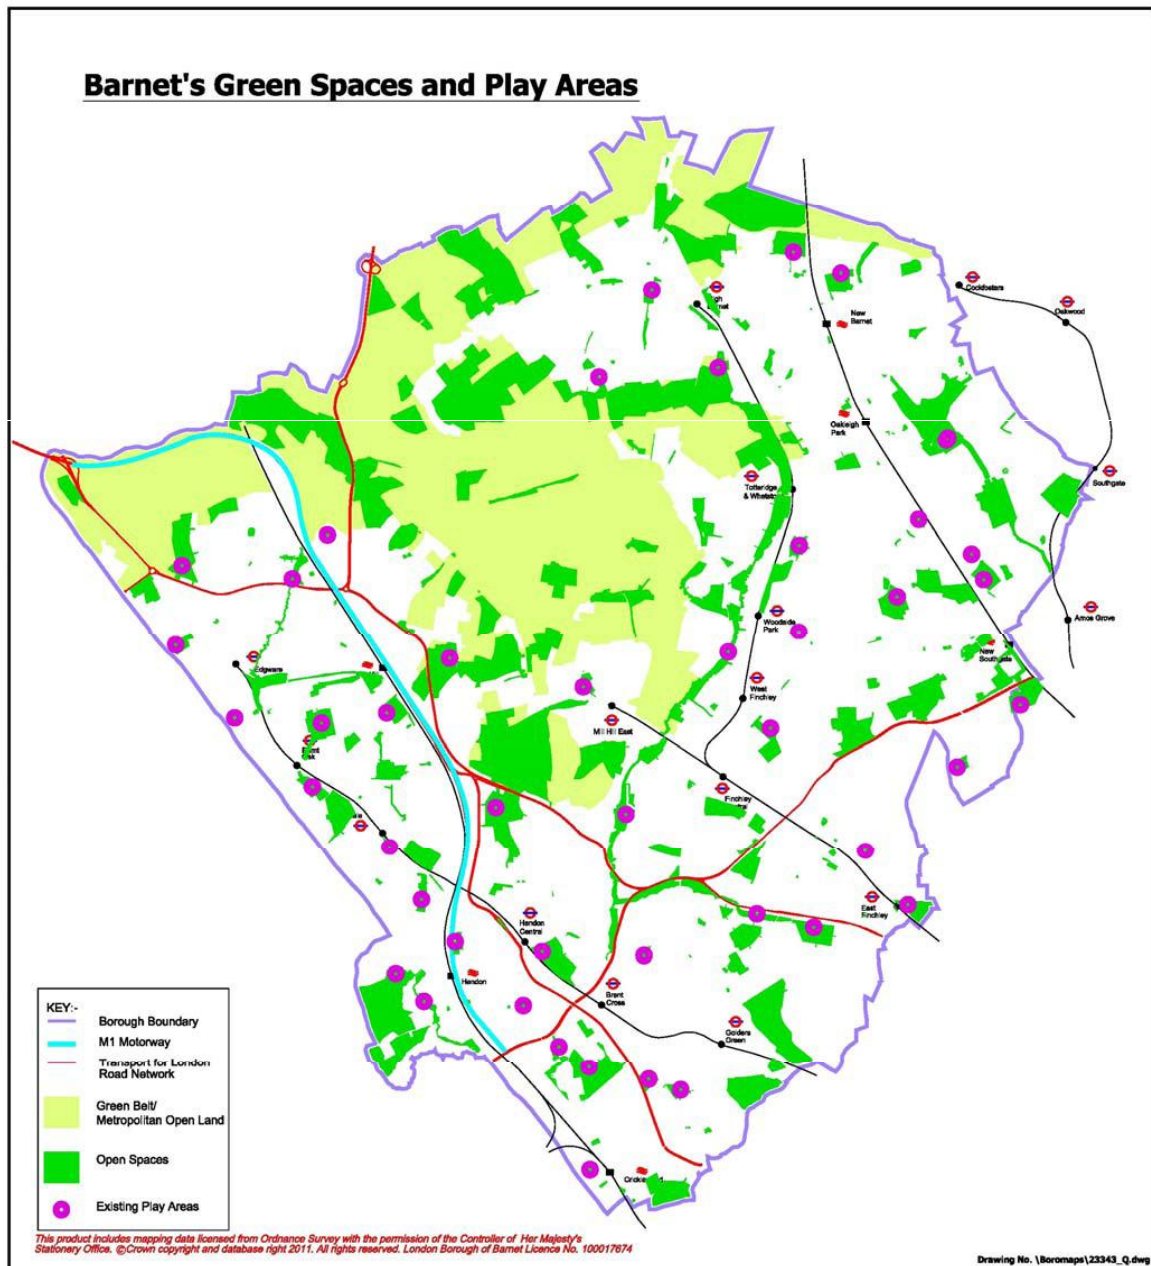 Barnet's Green Spaces and Play Areas
Cockfosters
Oakwood
New
Barnet
Oakleigh
Park
Southgate
Totteridge
& Whetstone
Woodside
Park
Arnos Grove
New
Southgate
Edgware
West
Finchley
Mill Hill East
Burnt
Oak
Finchley
East
Finchley
Hendon
Central
Hendon
Brent
Cross
Golders
Green
KEY:-
Borough Boundary
M1 Motorway
Transport for London
Road Network
Green Belt/
Metropolitan Open Land
Open Spaces
Existing Play Areas
This product includes mapping data licensed from Ordnance Survey with the permission of the Controller of Her Majesty's
Stationery Office. ©Crown copyright and database right 2011. All rights reserved. London Borough of Barnet Licence No. 100017674
Drawing No. \Boromaps\23343_Q.dwg